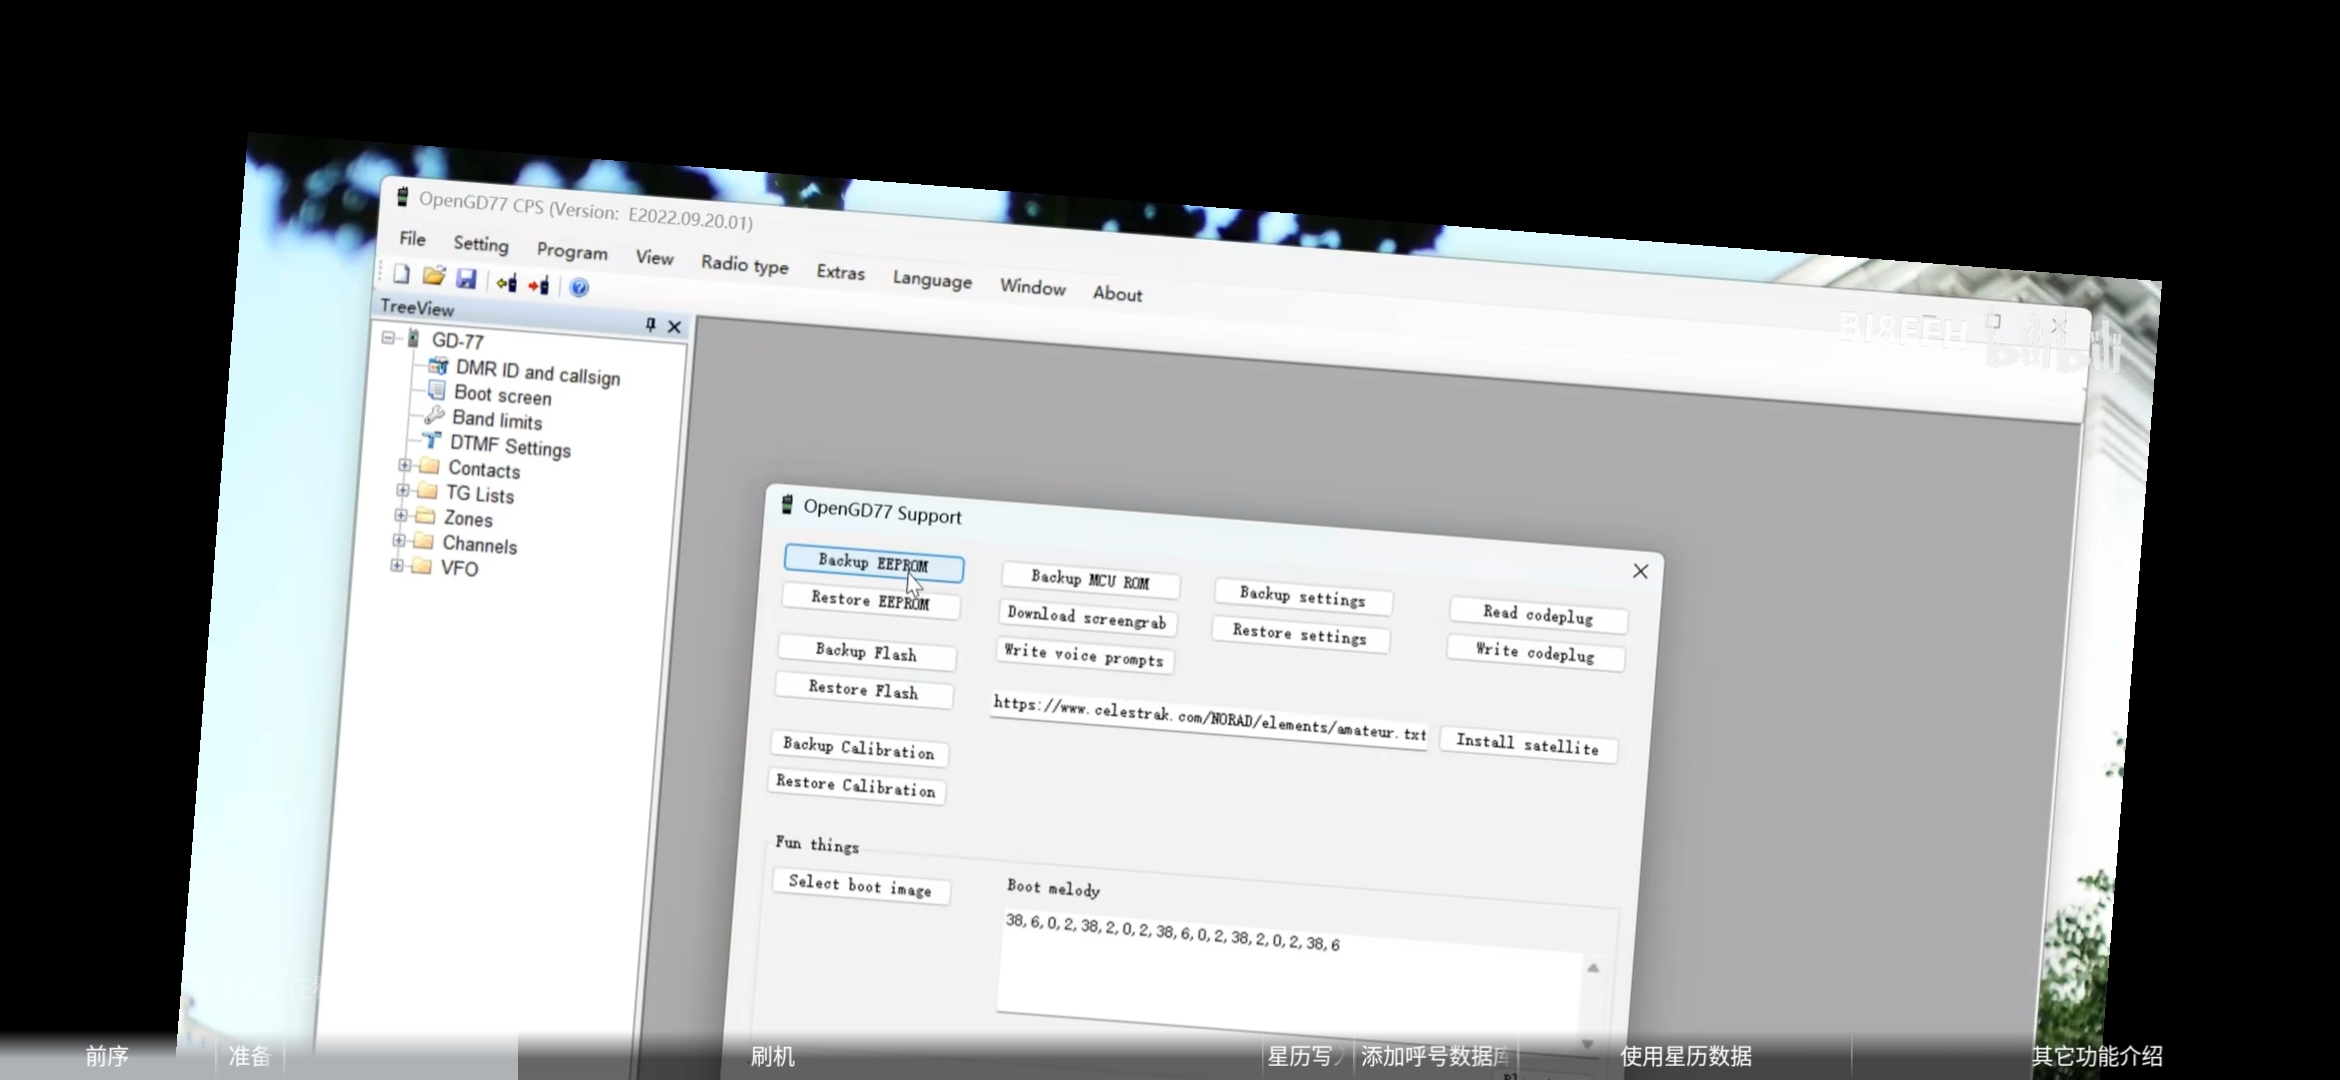 OpenGD77 CPS (Version: E2022.09.20.01)
File Setting Program View Radio type Extras Language Window About
TreeView
GD-77
DMR ID and callsign
Boot screen
Band limits
DTMF Settings
Contacts
TG Lists
Zones
Channels
VFO
BI8EFH bilibili
OpenGD77 Support
Backup EEPROM
Restore EEPROM
Backup Flash
Restore Flash
Backup Calibration
Restore Calibration
Backup MCU ROM
Download screengrab
Write voice prompts
Backup settings
Restore settings
Read codeplug
Write codeplug
https://www.celestrak.com/NORAD/elements/amateur.txt
Install satellite
Fun things
Select boot image
Boot melody
38,6,0,2,38,2,0,2,38,6,0,2,38,2,0,2,38,6
前序 准备 刷机 星历写 添加呼号数据库 使用星历数据 其它功能介绍